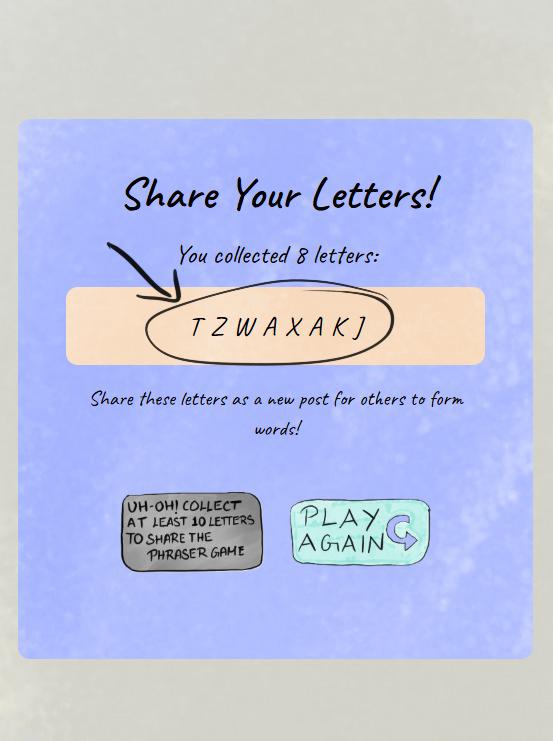 Share Your Letters!
You collected 8 letters:
T Z W A X A K J
Share these letters as a new post for others to form
words!
UH-OH! COLLECT
AT LEAST 10 LETTERS
TO SHARE THE
PHRASER GAME
PLAY
AGAIN